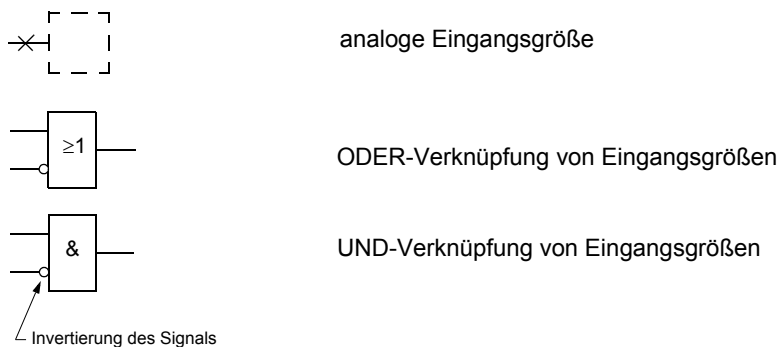 analoge Eingangsgröße
≥1
ODER-Verknüpfung von Eingangsgrößen
&
UND-Verknüpfung von Eingangsgrößen
Invertierung des Signals